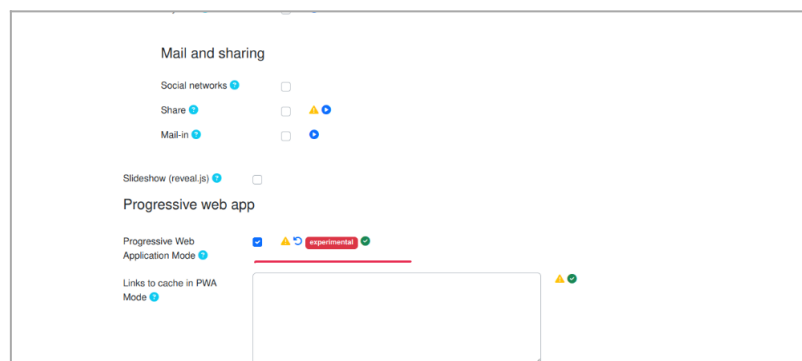 Mail and sharing
Social networks
Share
Mail-in
Slideshow (reveal.js)
Progressive web app
Progressive Web
Application Mode
experimental
Links to cache in PWA
Mode